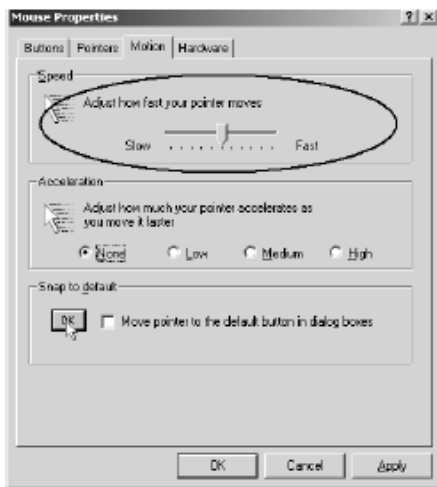 Mouse Properties ? ×
Buttons Pointers Motion Hardware
Speed
Adjust how fast your pointer moves
Slow Fast
Acceleration
Adjust how much your pointer accelerates as
you move it faster
None Low Medium High
Snap to default
OK Move pointer to the default button in dialog boxes
OK Cancel Apply